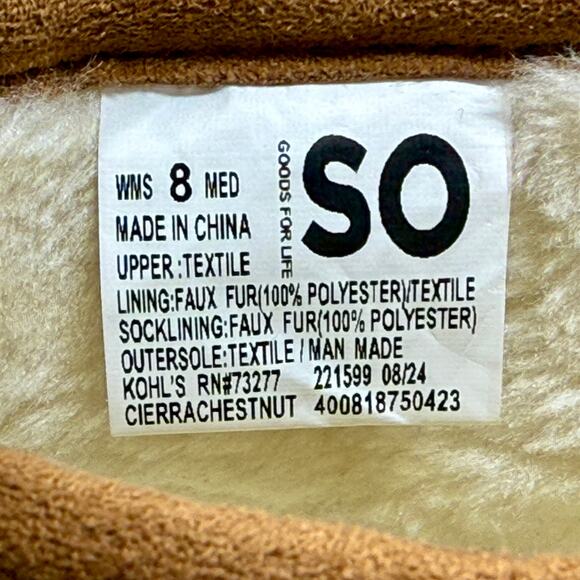 WMS 8 MED
MADE IN CHINA
UPPER:TEXTILE
GOODS FOR LIFE
SO
LINING:FAUX FUR(100% POLYESTER)/TEXTILE
SOCKLINING:FAUX FUR(100% POLYESTER)
OUTERSOLE:TEXTILE / MAN MADE
KOHL'S RN#73277 221599 08/24
CIERRACHESTNUT 400818750423